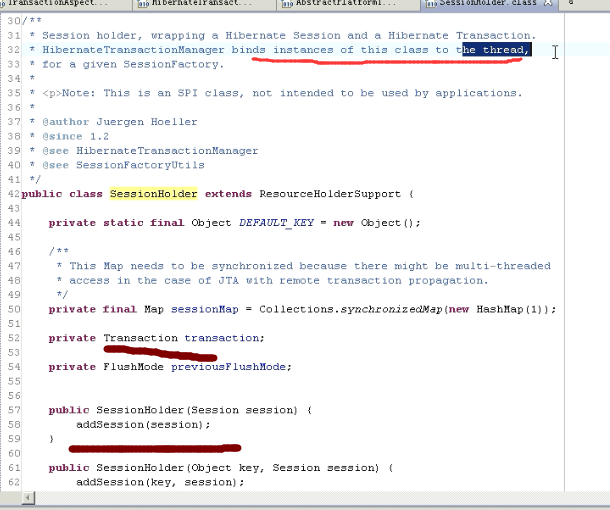 TransactionAspect...
HibernateTransact...
AbstractPlatformT...
SessionHolder.class
30/**
31 * Session holder, wrapping a Hibernate Session and a Hibernate Transaction.
32 * HibernateTransactionManager binds instances of this class to the thread,
33 * for a given SessionFactory.
34 *
35 * <p>Note: This is an SPI class, not intended to be used by applications.
36 *
37 * @author Juergen Hoeller
38 * @since 1.2
39 * @see HibernateTransactionManager
40 * @see SessionFactoryUtils
41 */
42public class SessionHolder extends ResourceHolderSupport {
43
44    private static final Object DEFAULT_KEY = new Object();
45
46    /**
47     * This Map needs to be synchronized because there might be multi-threaded
48     * access in the case of JTA with remote transaction propagation.
49     */
50    private final Map sessionMap = Collections.synchronizedMap(new HashMap(1));
51
52    private Transaction transaction;
53
54    private FlushMode previousFlushMode;
55
56
57    public SessionHolder(Session session) {
58        addSession(session);
59    }
60
61    public SessionHolder(Object key, Session session) {
62        addSession(key, session);